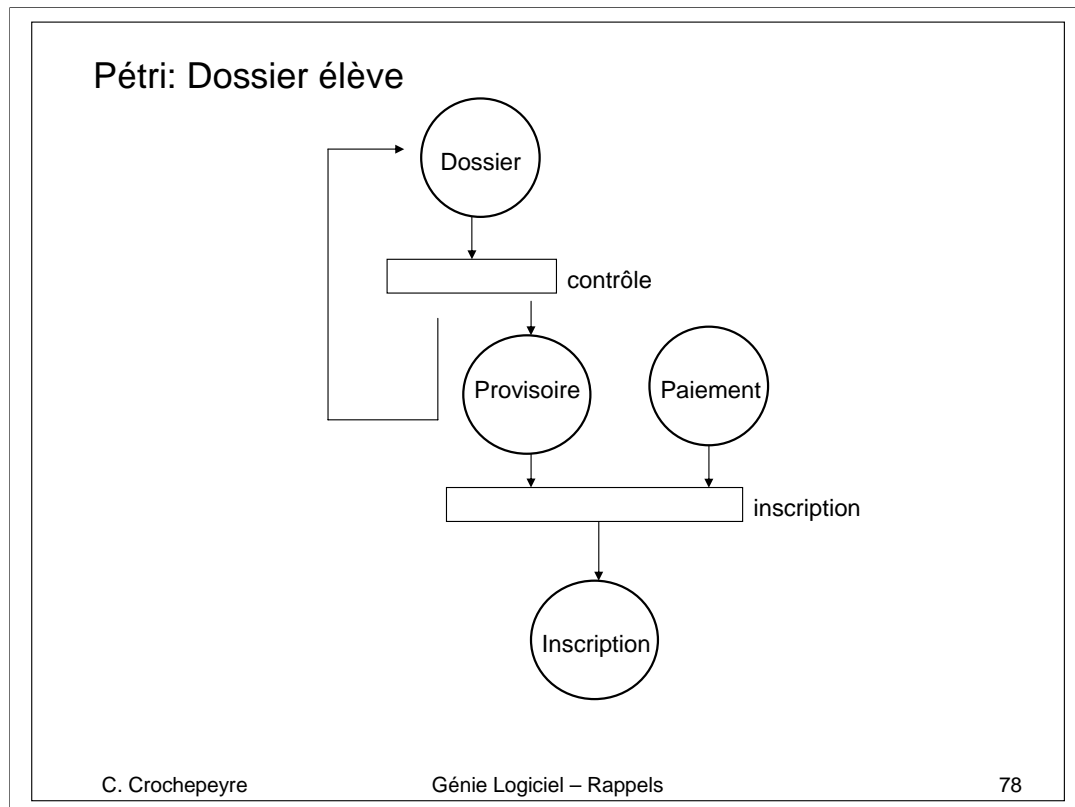 Pétri: Dossier élève
Dossier
contrôle
Provisoire
Paiement
inscription
Inscription
C. Crochepeyre
Génie Logiciel – Rappels
78